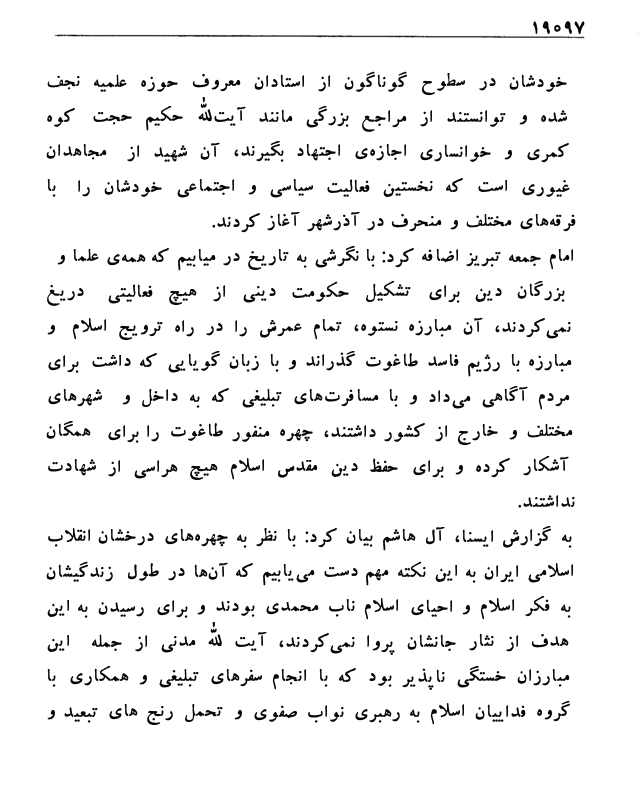 ۱۹۰۹۷
خودشان در سطوح گوناگون از استادان معروف حوزه علمیه نجف
شده و توانستند از مراجع بزرگی مانند آیت‌الله حکیم حجت کوه
کمری و خوانساری اجازه‌ی اجتهاد بگیرند، آن شهید از مجاهدان
غیوری است که نخستین فعالیت سیاسی و اجتماعی خودشان را با
فرقه‌های مختلف و منحرف در آذرشهر آغاز کردند.
امام جمعه تبریز اضافه کرد: با نگرشی به تاریخ در میابیم که همه‌ی علما و
بزرگان دین برای تشکیل حکومت دینی از هیچ فعالیتی دریغ
نمی‌کردند، آن مبارزه نستوه، تمام عمرش را در راه ترویج اسلام و
مبارزه با رژیم فاسد طاغوت گذراند و با زبان گویایی که داشت برای
مردم آگاهی می‌داد و با مسافرت‌های تبلیغی که به داخل و شهرهای
مختلف و خارج از کشور داشتند، چهره منفور طاغوت را برای همگان
آشکار کرده و برای حفظ دین مقدس اسلام هیچ هراسی از شهادت
نداشتند.
به گزارش ایسنا، آل هاشم بیان کرد: با نظر به چهره‌های درخشان انقلاب
اسلامی ایران به این نکته مهم دست می‌یابیم که آن‌ها در طول زندگیشان
به فکر اسلام و احیای اسلام ناب محمدی بودند و برای رسیدن به این
هدف از نثار جانشان پروا نمی‌کردند، آیت الله مدنی از جمله این
مبارزان خستگی ناپذیر بود که با انجام سفرهای تبلیغی و همکاری با
گروه فداییان اسلام به رهبری نواب صفوی و تحمل رنج های تبعید و